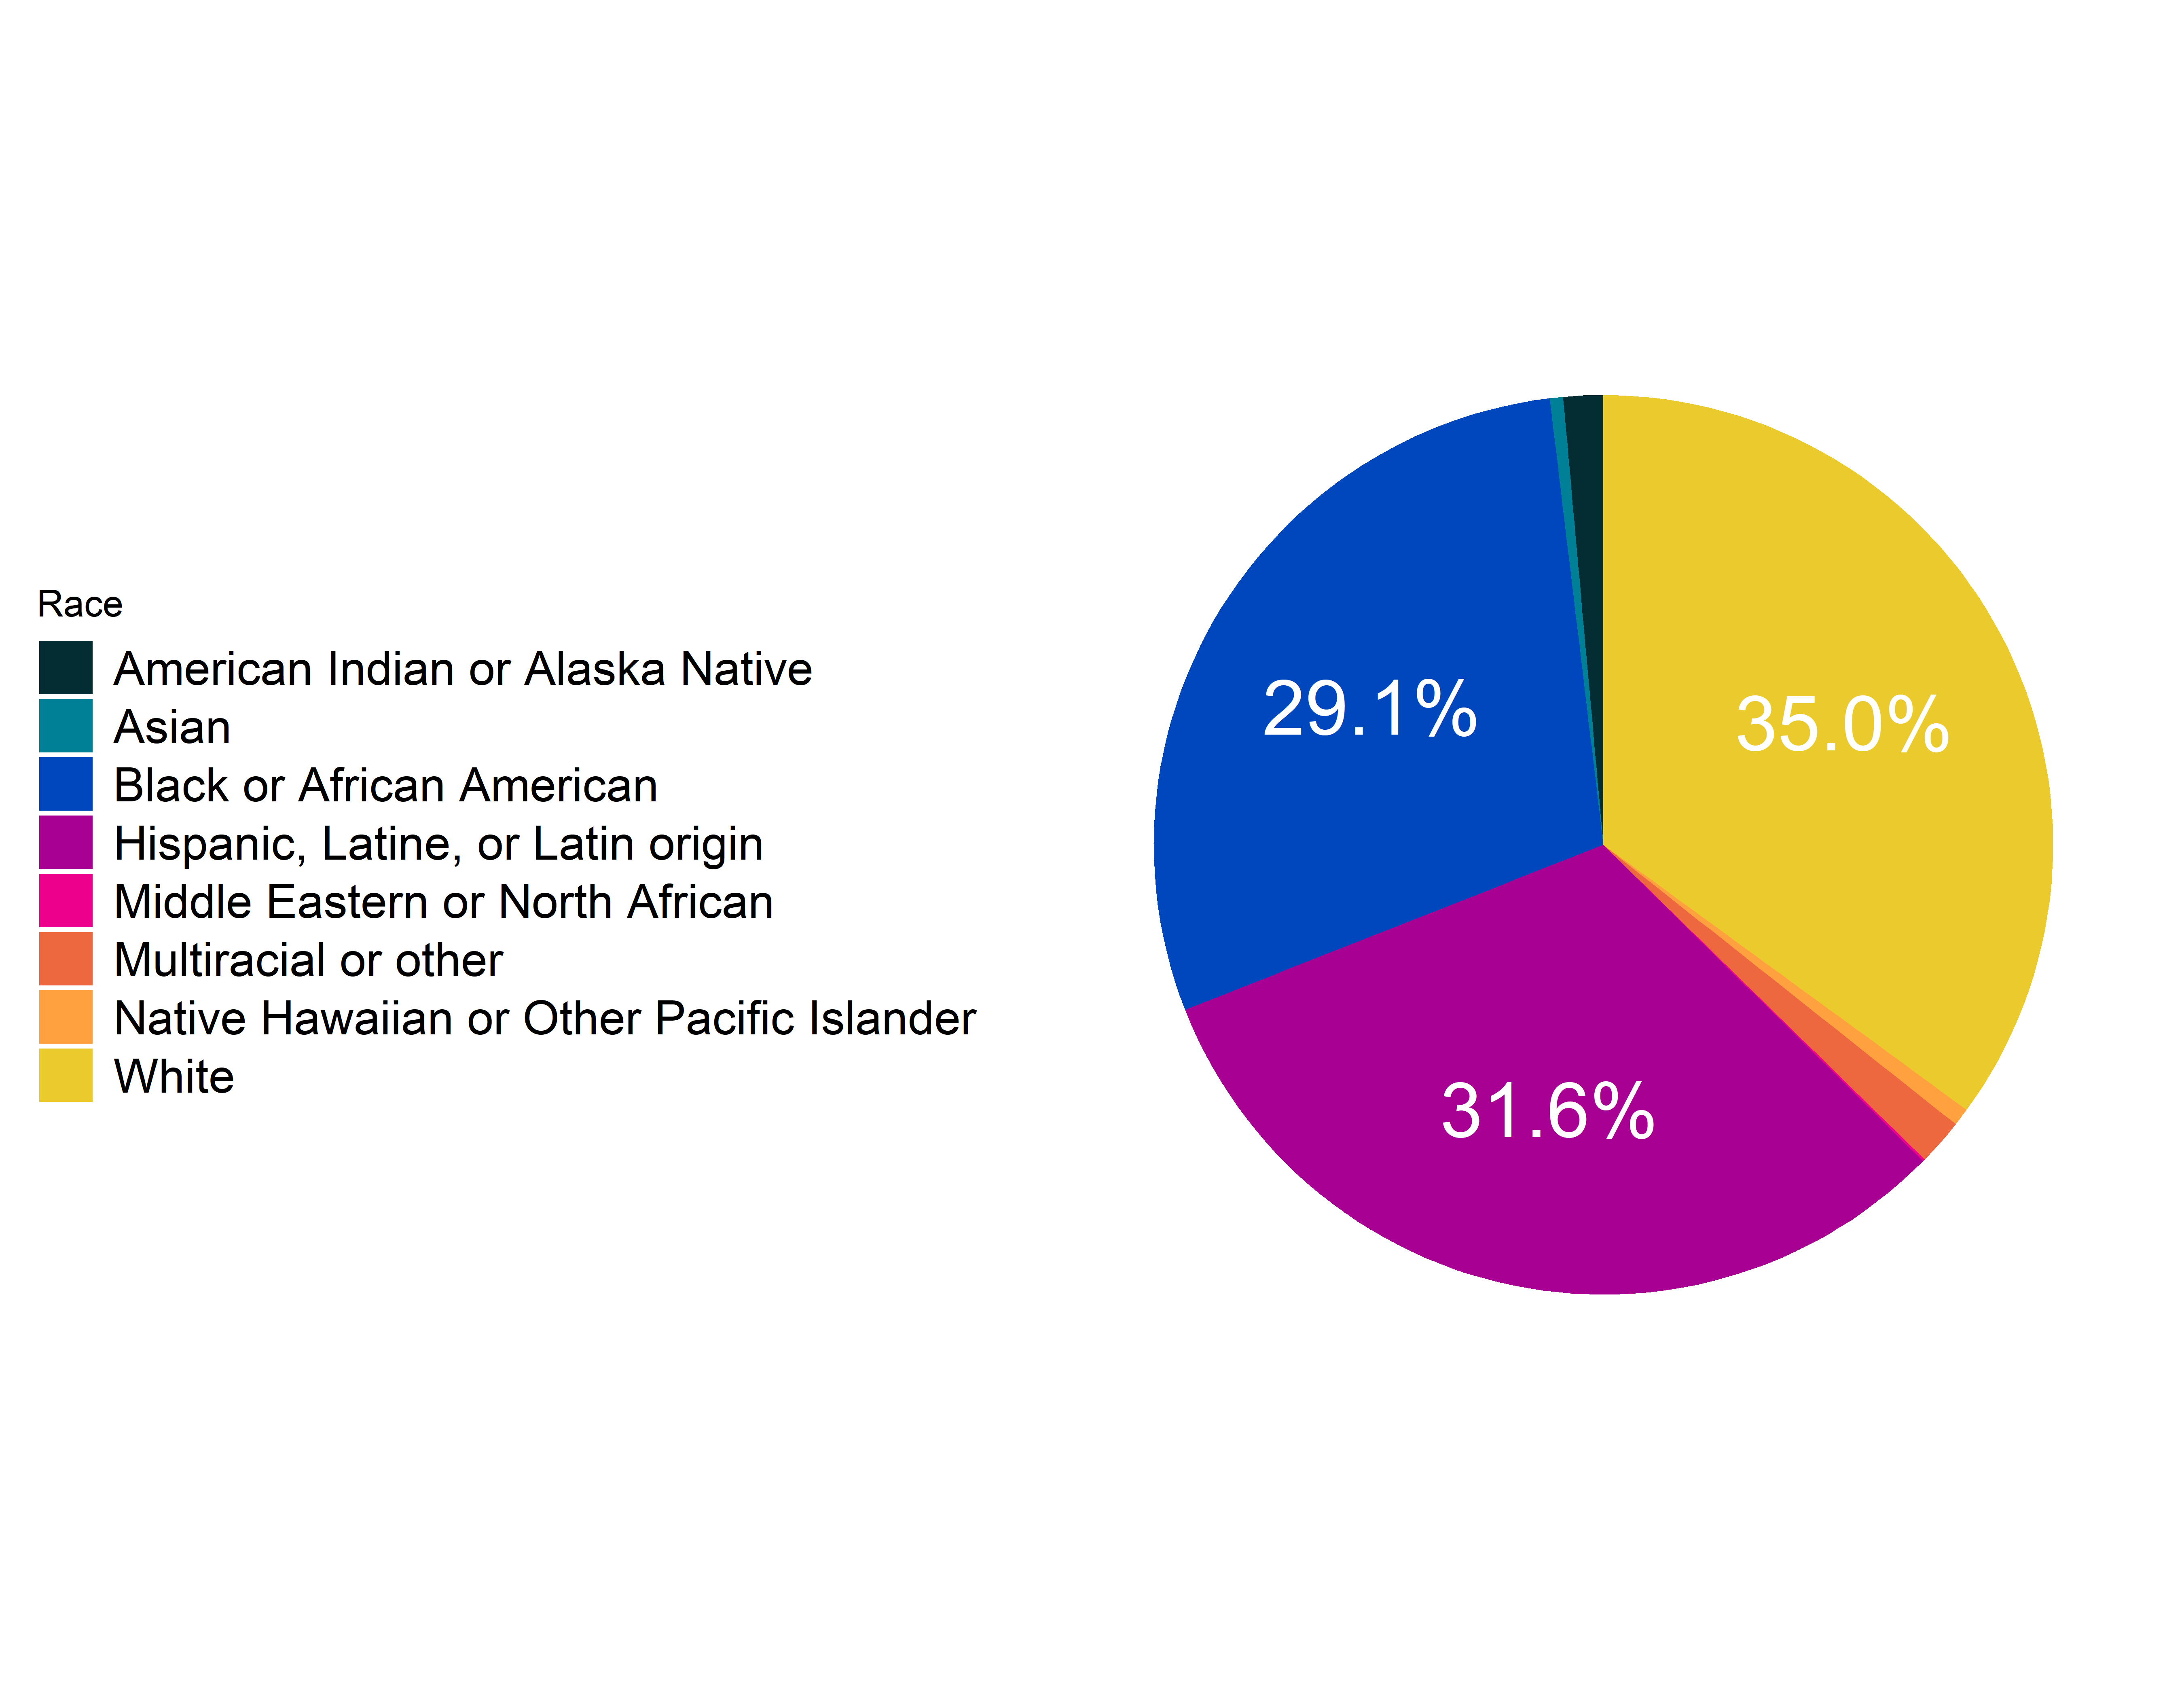 Race
American Indian or Alaska Native
Asian
Black or African American
Hispanic, Latine, or Latin origin
Middle Eastern or North African
Multiracial or other
Native Hawaiian or Other Pacific Islander
White
29.1%
35.0%
31.6%